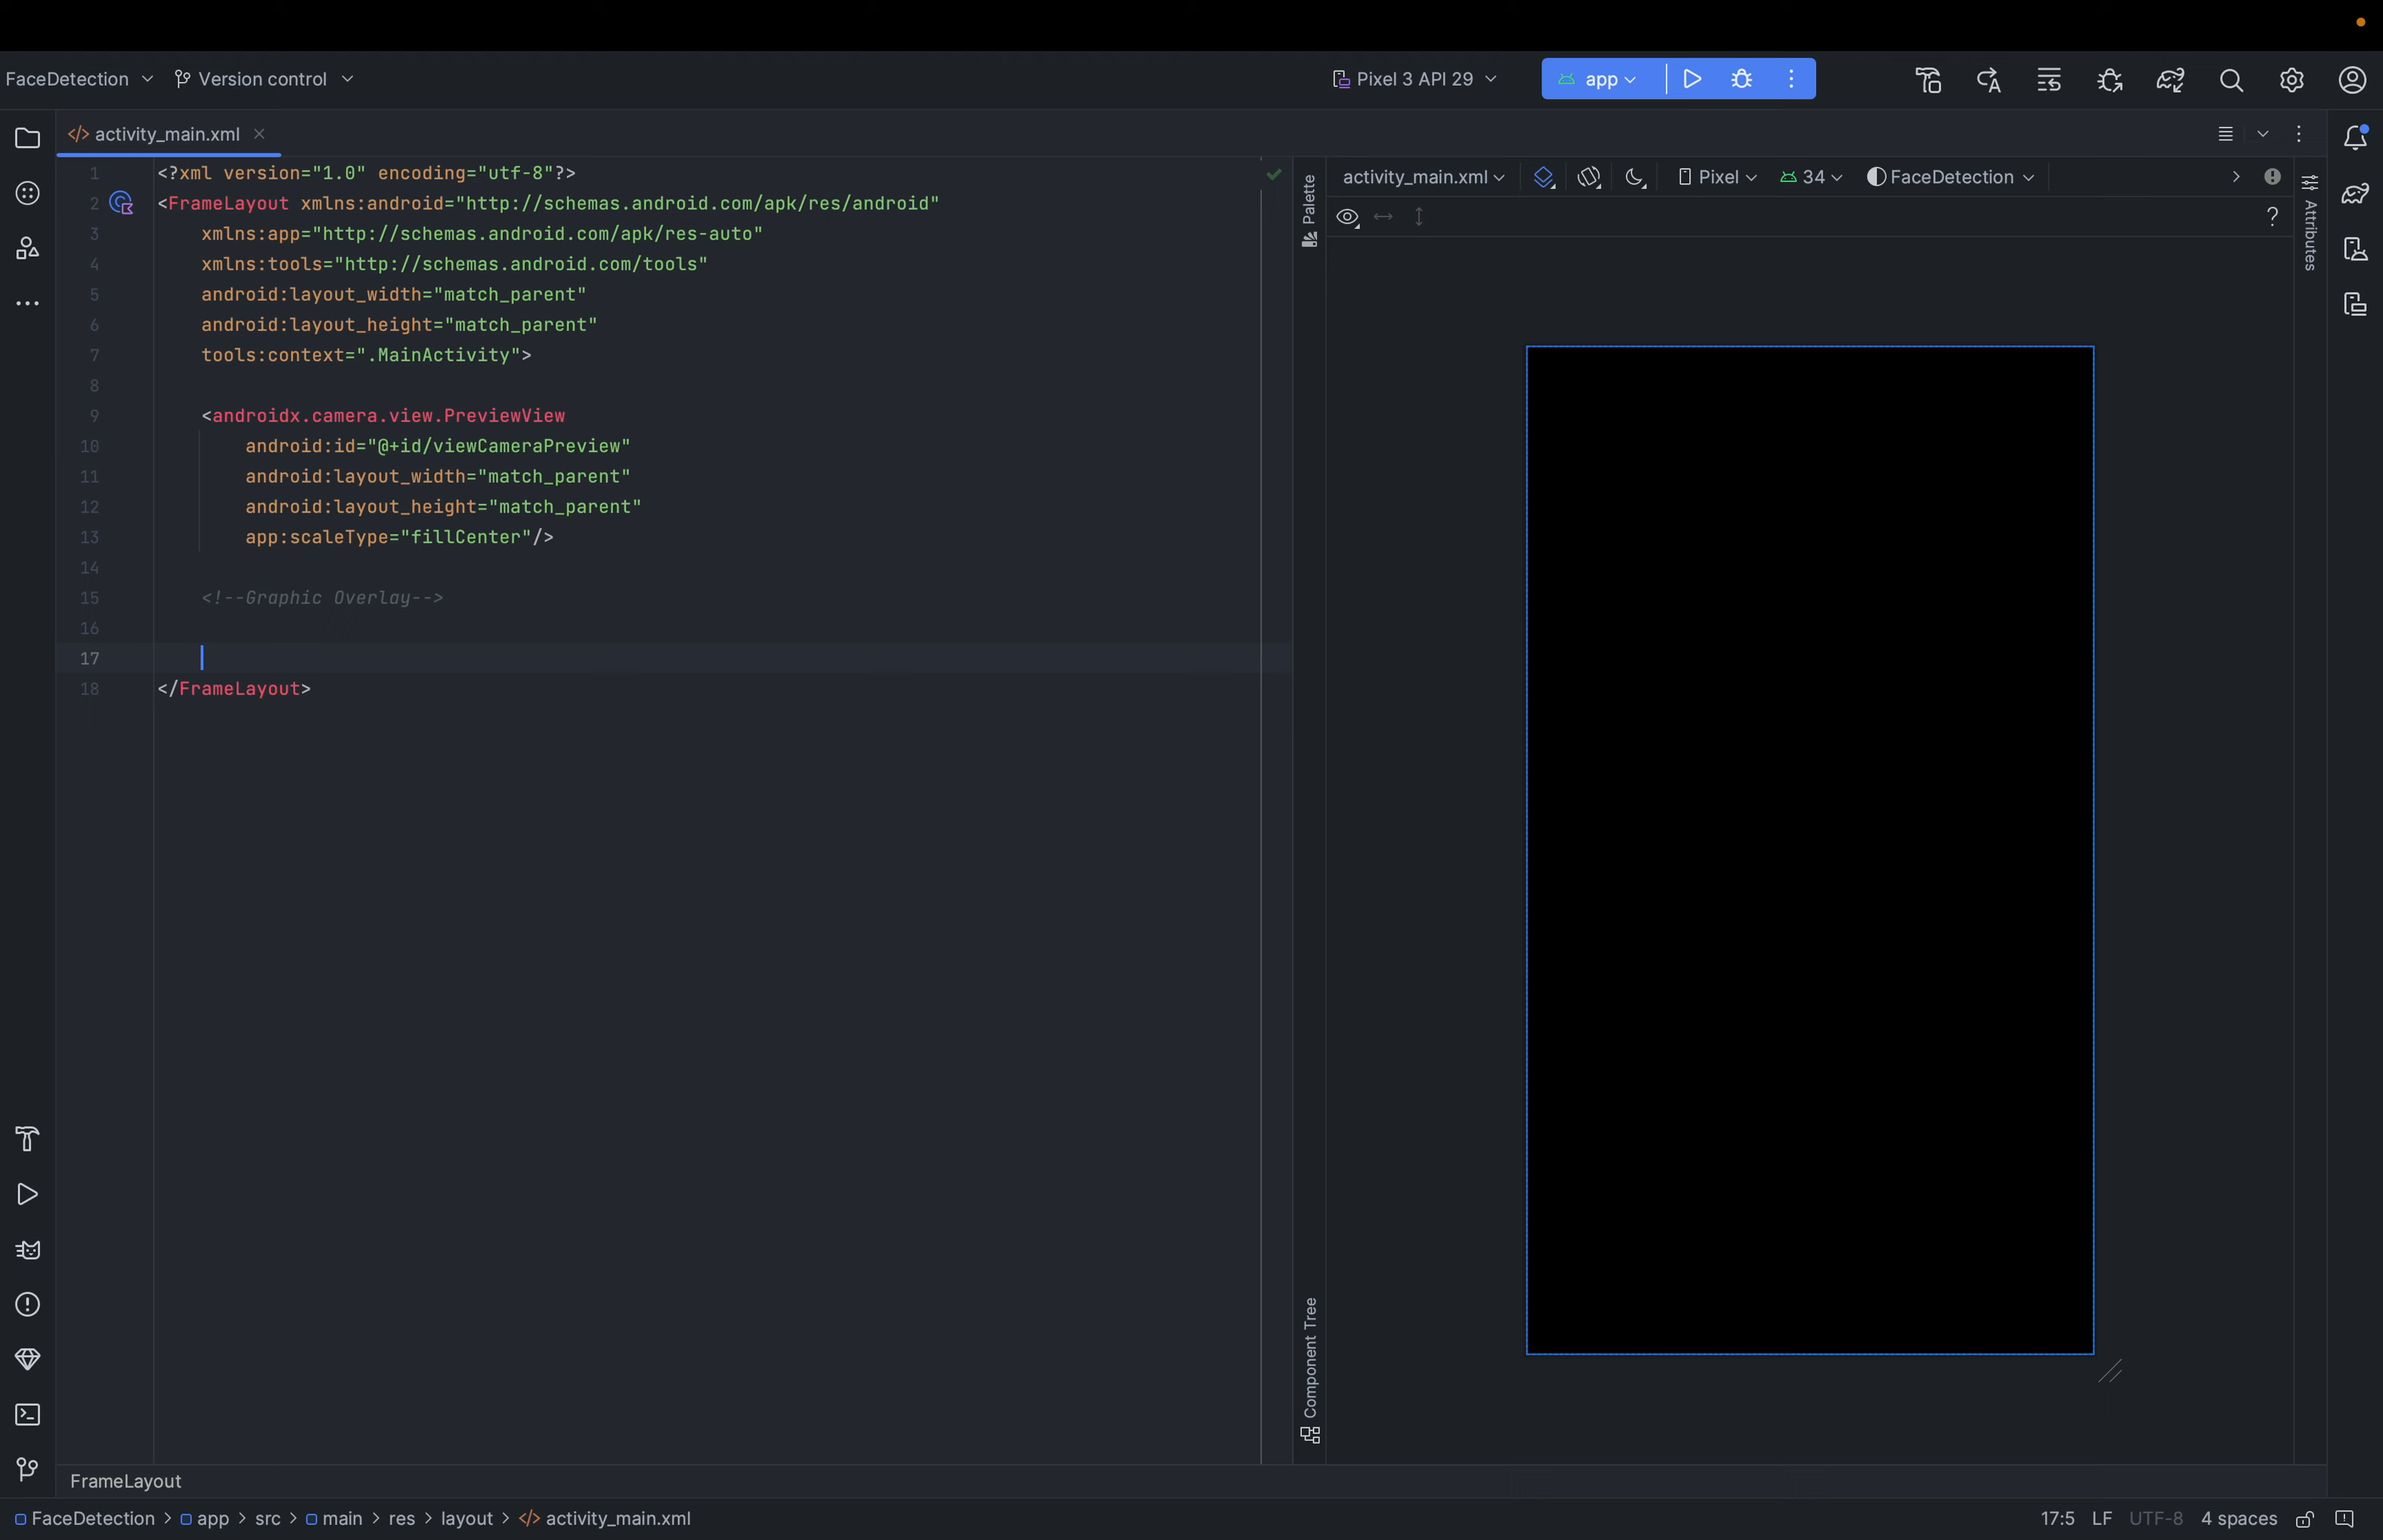 FaceDetection Version control Pixel 3 API 29 app
activity_main.xml
1 <?xml version="1.0" encoding="utf-8"?>
2 <FrameLayout xmlns:android="http://schemas.android.com/apk/res/android"
3 xmlns:app="http://schemas.android.com/apk/res-auto"
4 xmlns:tools="http://schemas.android.com/tools"
5 android:layout_width="match_parent"
6 android:layout_height="match_parent"
7 tools:context=".MainActivity">
8
9 <androidx.camera.view.PreviewView
10 android:id="@+id/viewCameraPreview"
11 android:layout_width="match_parent"
12 android:layout_height="match_parent"
13 app:scaleType="fillCenter"/>
14
15 <!--Graphic Overlay-->
16
17
18 </FrameLayout>
Palette
activity_main.xml Pixel 34 FaceDetection
?
Attributes
Component Tree
FrameLayout
FaceDetection > app > src > main > res > layout > </> activity_main.xml 17:5 LF UTF-8 4 spaces